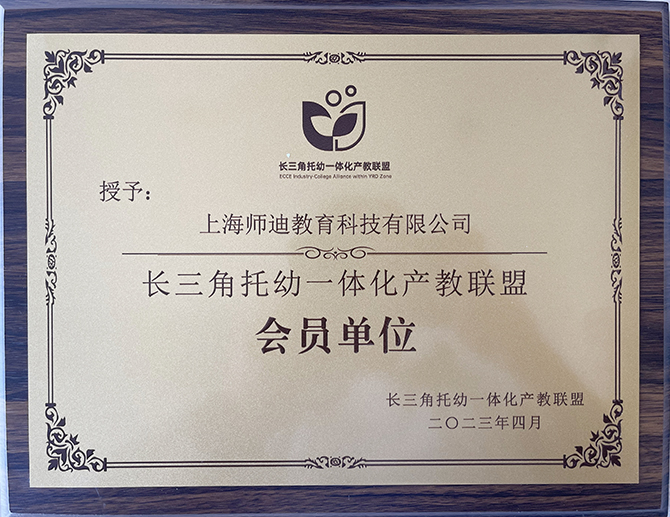 长三角托幼一体化产教联盟
ECCE Industry-College Alliance within YRD Zone
授予：
上海师迪教育科技有限公司
长三角托幼一体化产教联盟
会员单位
长三角托幼一体化产教联盟
二〇二三年四月